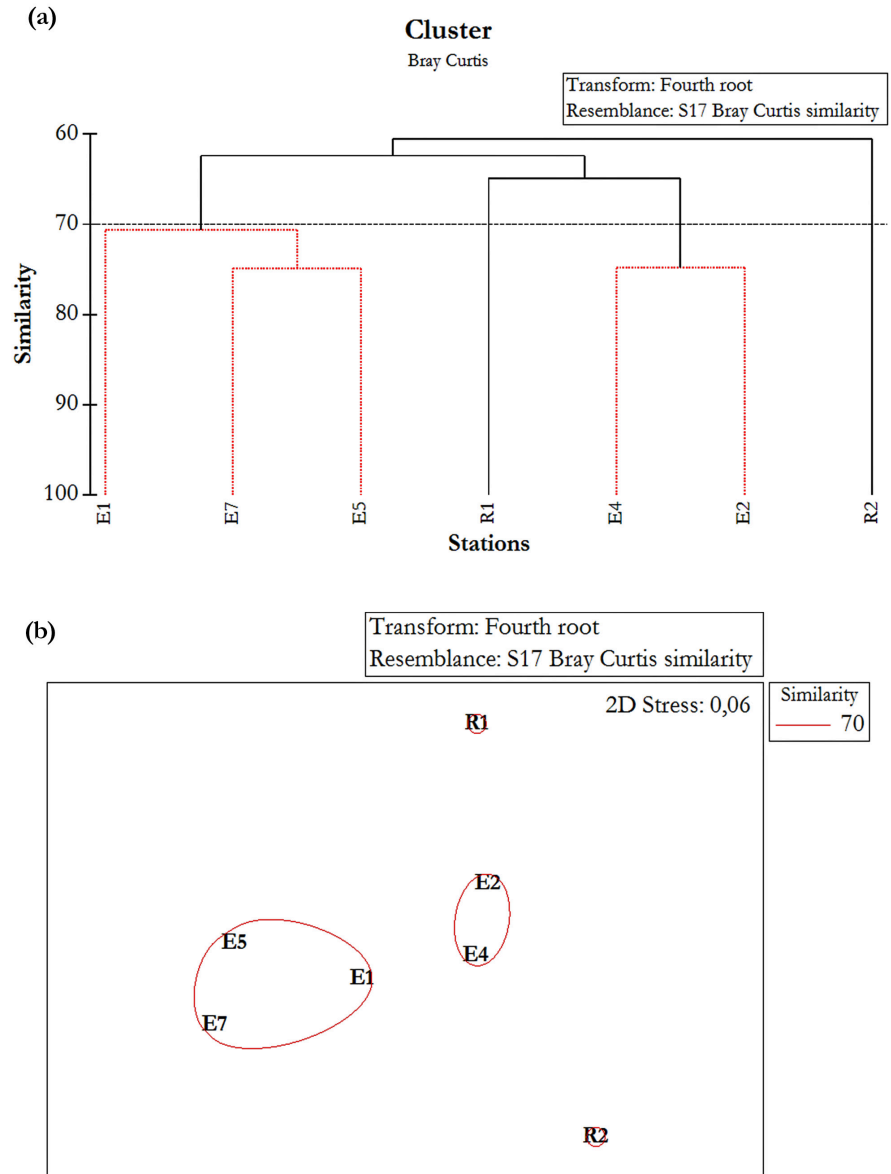 (a)
Cluster
Bray Curtis
Transform: Fourth root
Resemblance: S17 Bray Curtis similarity
60
70
80
90
100
Similarity
E1
E7
E5
R1
E4
E2
R2
Stations
(b)
Transform: Fourth root
Resemblance: S17 Bray Curtis similarity
2D Stress: 0,06
Similarity
70
R1
E2
E5
E4
E1
E7
R2